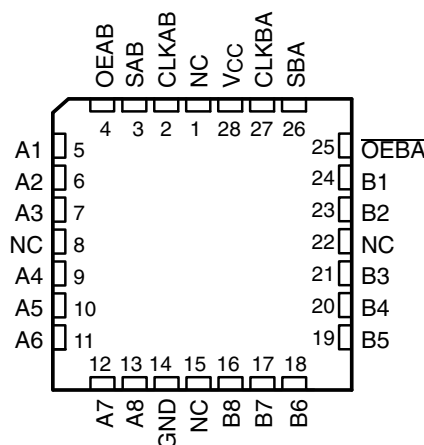 OEAB SAB CLKAB NC VCC CLKBA SBA
4 3 2 1 28 27 26
A1 5 25 OEBA
A2 6 24 B1
A3 7 23 B2
NC 8 22 NC
A4 9 21 B3
A5 10 20 B4
A6 11 19 B5
12 13 14 15 16 17 18
A7 A8 GND NC B8 B7 B6